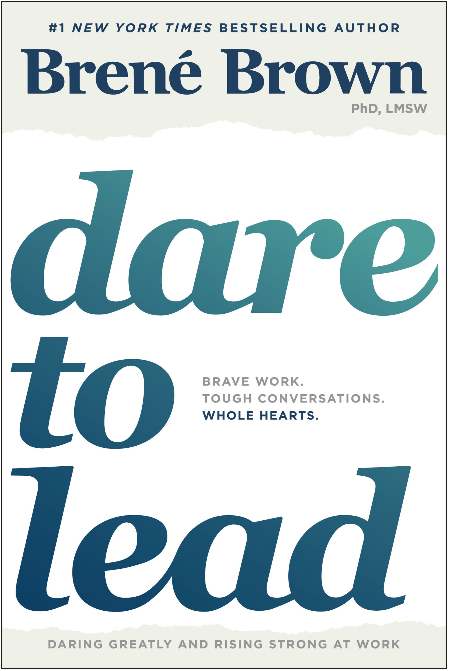 #1 NEW YORK TIMES BESTSELLING AUTHOR
Brené Brown
PhD, LMSW
dare
to
BRAVE WORK.
TOUGH CONVERSATIONS.
WHOLE HEARTS.
lead
DARING GREATLY AND RISING STRONG AT WORK